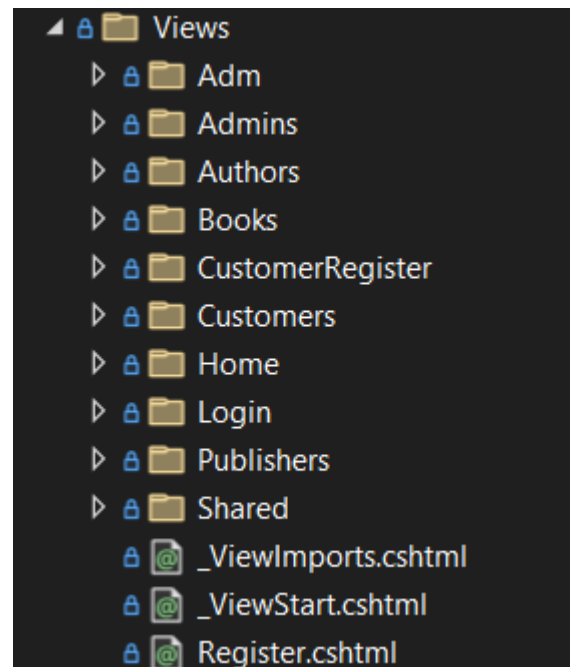 Views
Adm
Admins
Authors
Books
CustomerRegister
Customers
Home
Login
Publishers
Shared
_ViewImports.cshtml
_ViewStart.cshtml
Register.cshtml